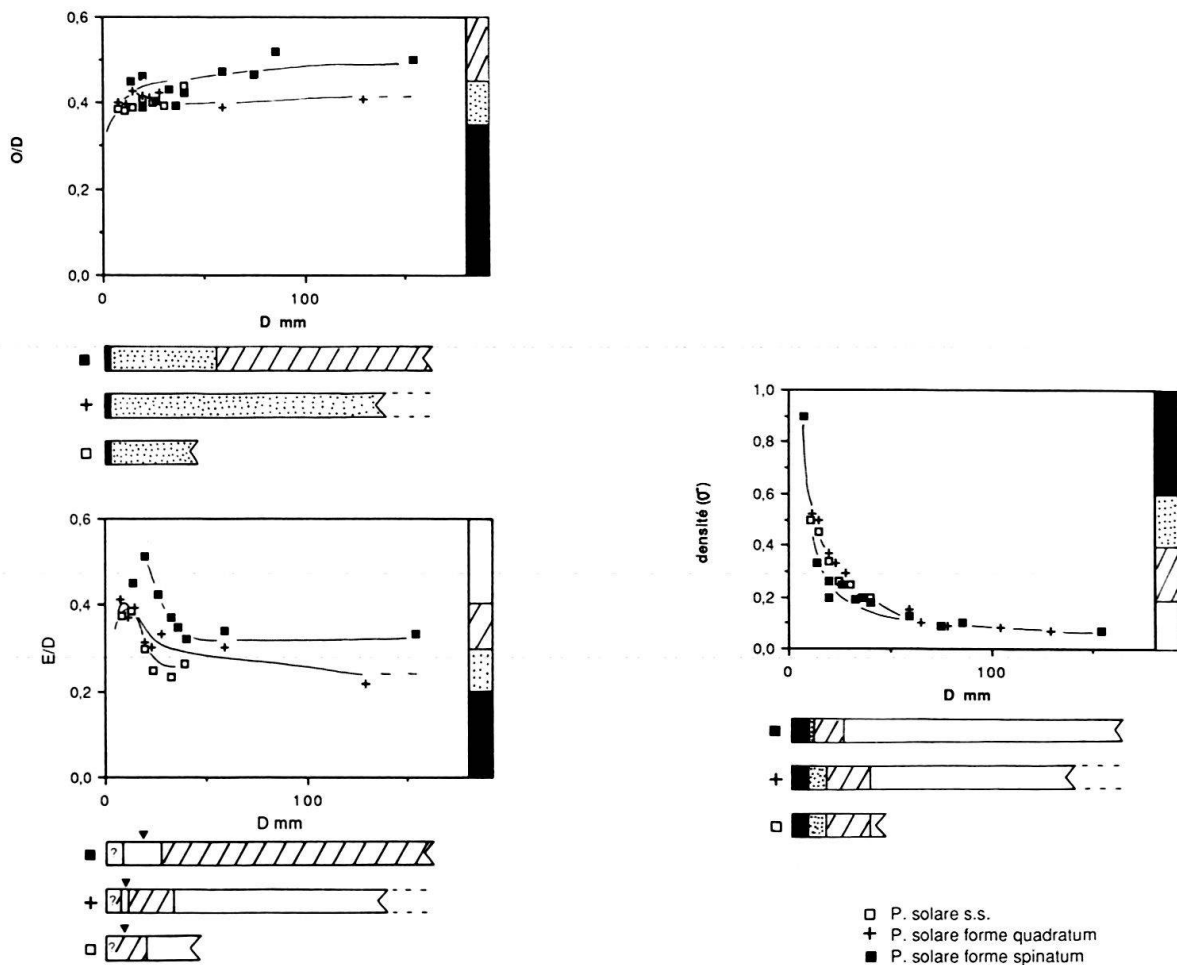 0,6
0,4
O/D
0,2
0,0
0
100
D mm
0,6
0,4
E/D
0,2
0,0
0
100
D mm
?
?
?
1,0
0,8
0,6
densité (σ)
0,4
0,2
0,0
0
100
D mm
P. solare s.s.
P. solare forme quadratum
P. solare forme spinatum